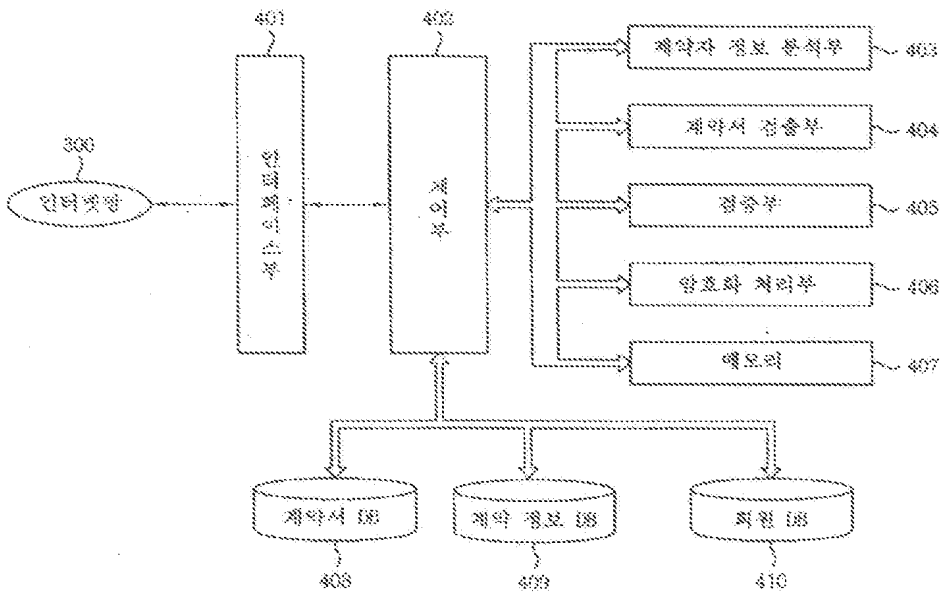 401
402
300
인터넷망
인터페이스부
제어부
계약자 정보 분석부
403
계약서 검출부
404
검증부
405
암호화 처리부
406
메모리
407
계약서 DB
계약 정보 DB
회원 DB
408
409
410